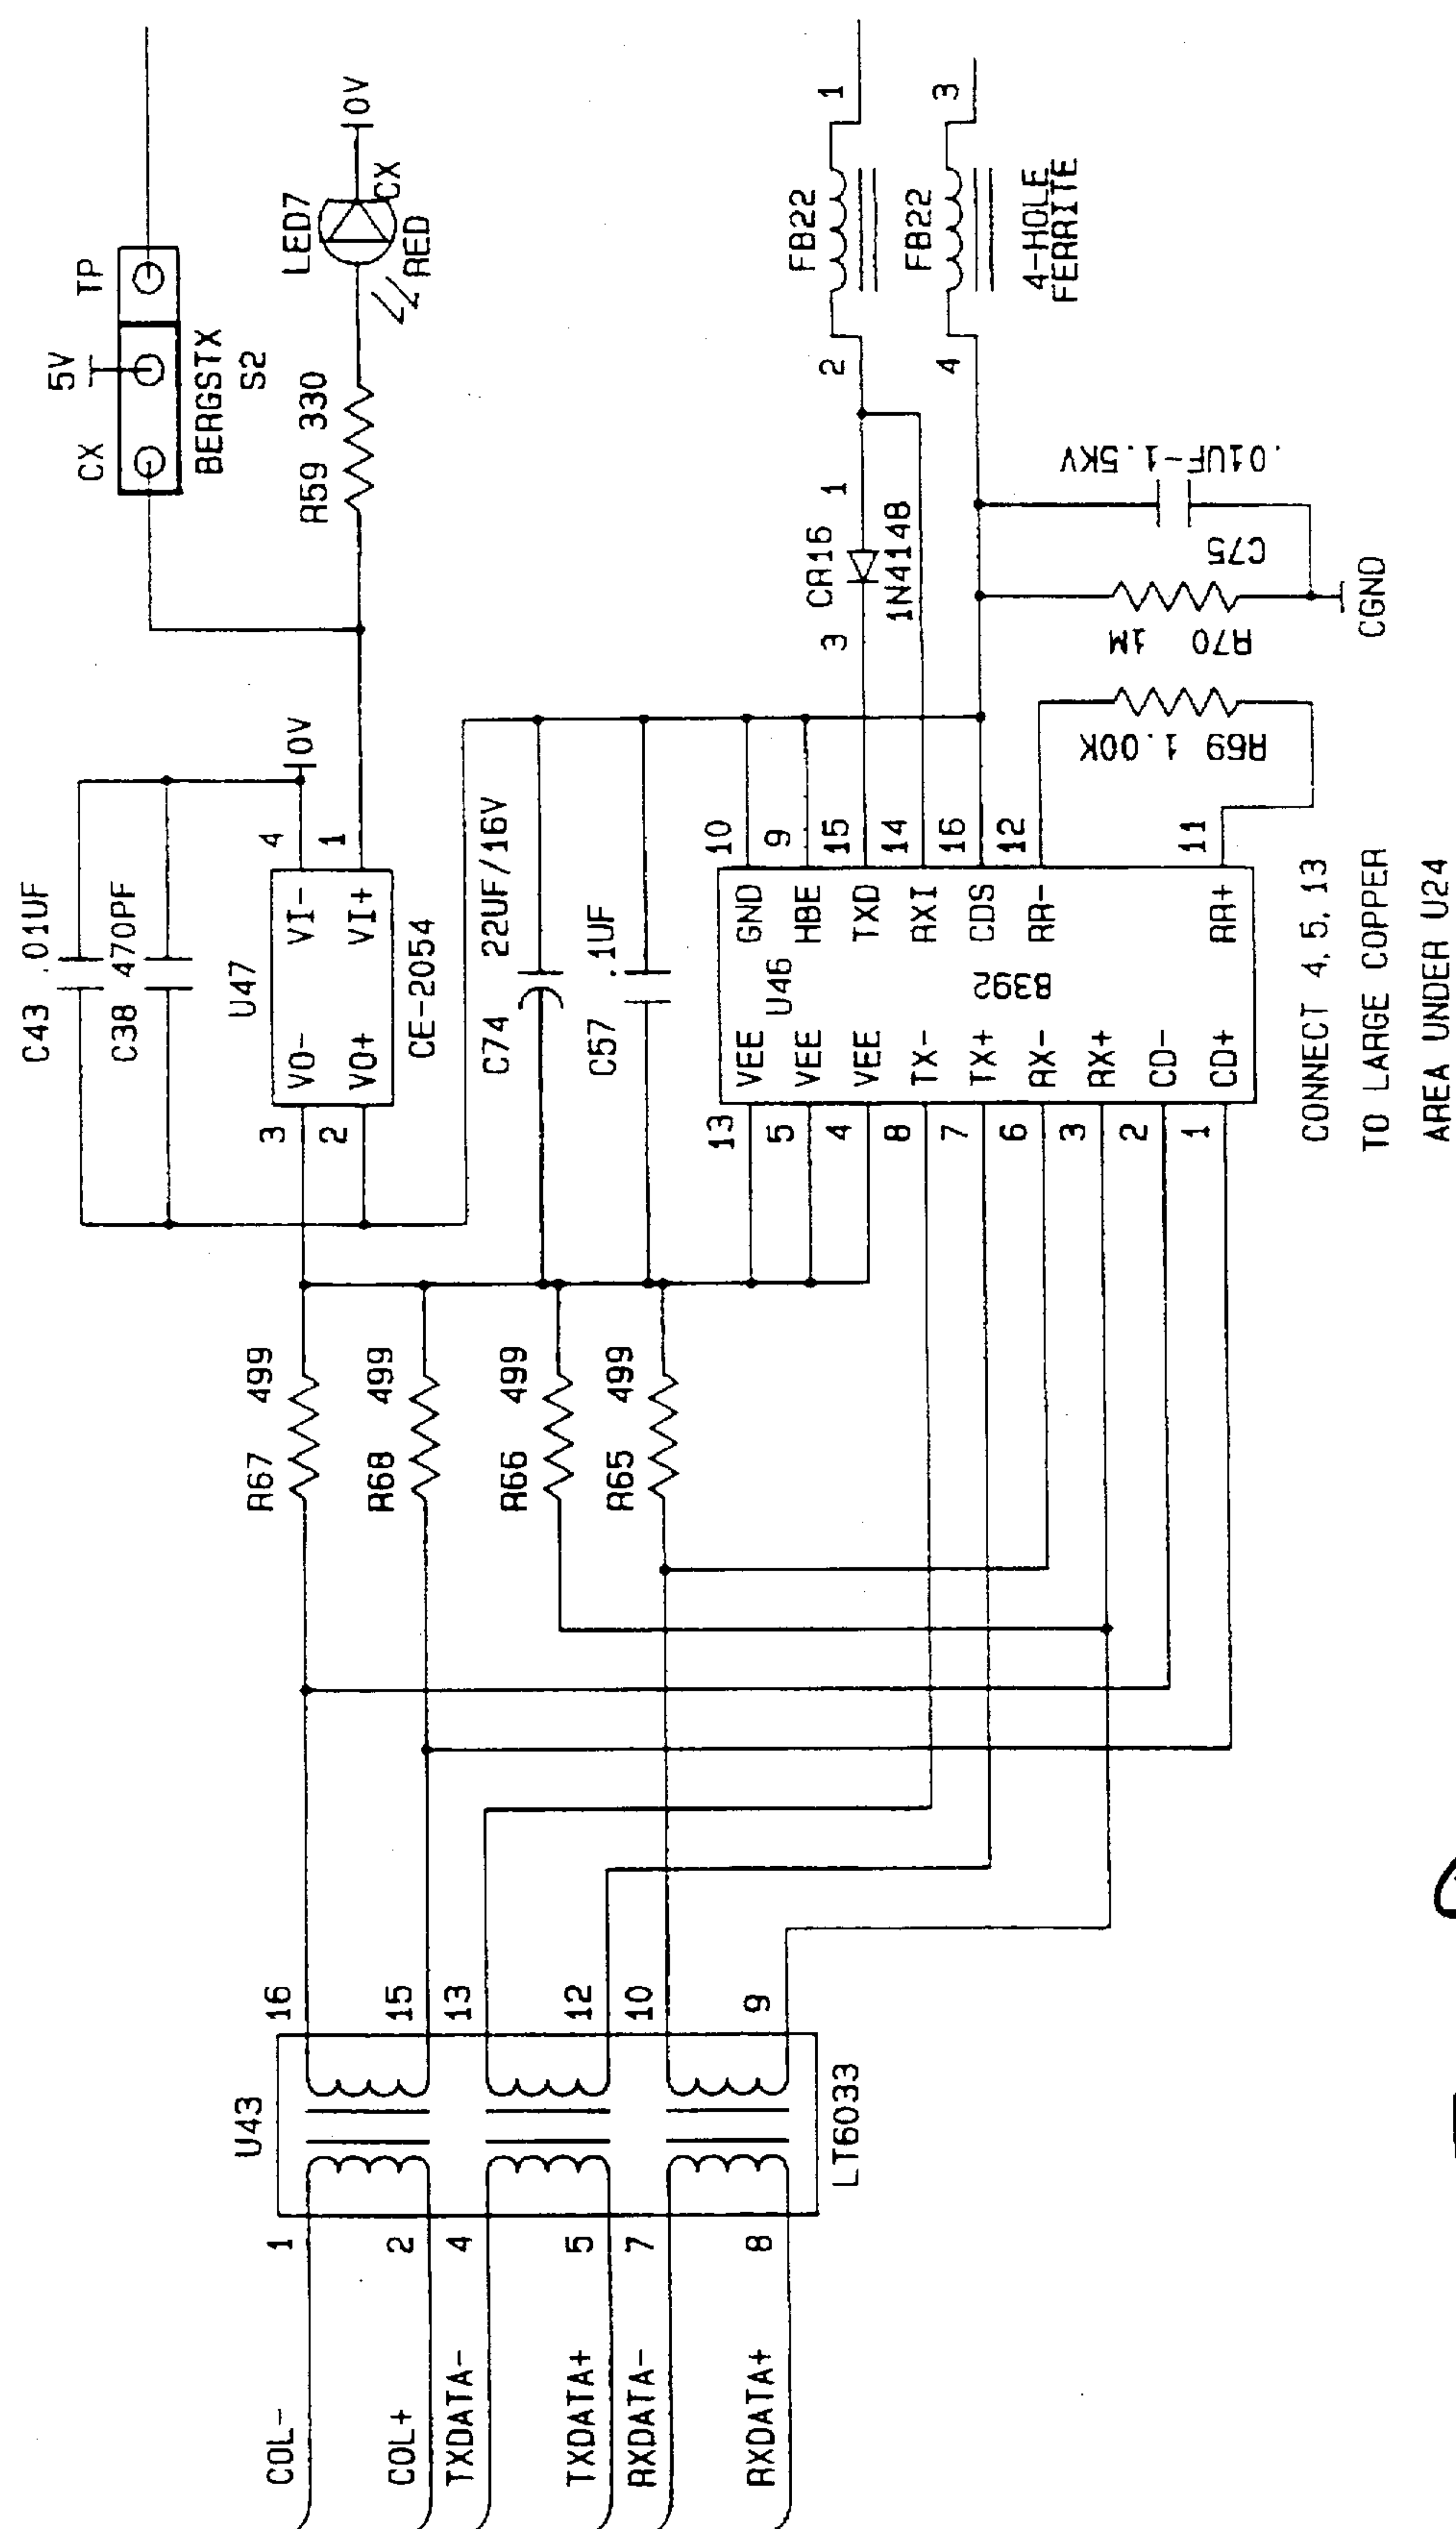 COL-
COL+
TXDATA-
TXDATA+
RXDATA-
RXDATA+
U43
1
2
4
5
7
8
16
15
13
12
10
9
LT6033
R67 499
R68 499
R66 499
R65 499
C43 .01UF
C38 470PF
U47
3
2
VO-
VO+
VI-
VI+
4
1
CE-2054
0V
C74 22UF/16V
C57 .1UF
13
5
4
8
7
6
3
2
1
VEE
VEE
VEE
TX-
TX+
RX-
RX+
CD-
CD+
U46
8392
GND
HBE
TXO
RXI
CDS
RR-
RR+
10
9
15
14
16
12
11
CONNECT 4, 5, 13
TO LARGE COPPER
AREA UNDER U24
R69 1.00K
R70 1M
C75
.01UF-1.5KV
CGND
CR16
3
1
1N4148
CX
5V
TP
BERGSTX
S2
R59 330
LED7
CX
RED
0V
2
FB22
1
4
FB22
3
4-HOLE
FERRITE